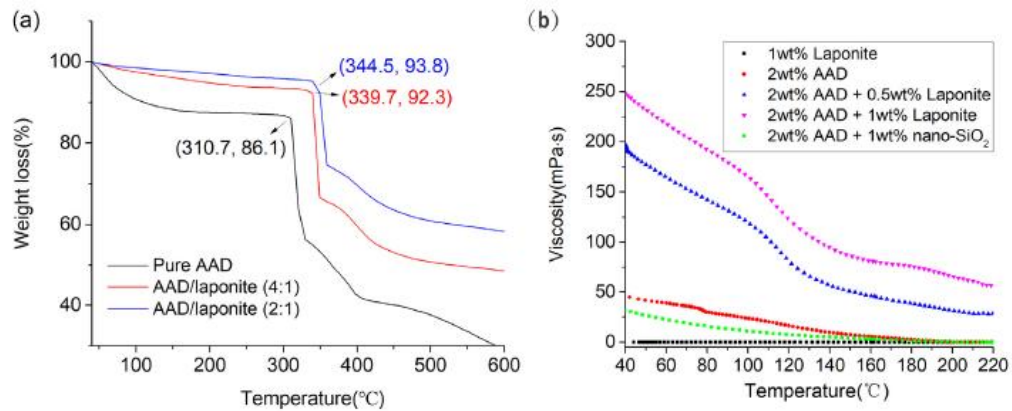 (a)
(344.5, 93.8)
(339.7, 92.3)
(310.7, 86.1)
Pure AAD
AAD/laponite (4:1)
AAD/laponite (2:1)
Weight loss(%)
100
80
60
40
100
200
300
400
500
600
Temperature(℃)
(b)
1wt% Laponite
2wt% AAD
2wt% AAD + 0.5wt% Laponite
2wt% AAD + 1wt% Laponite
2wt% AAD + 1wt% nano-SiO₂
Viscosity(mPa·s)
300
250
200
150
100
50
0
40
60
80
100
120
140
160
180
200
220
Temperature(℃)